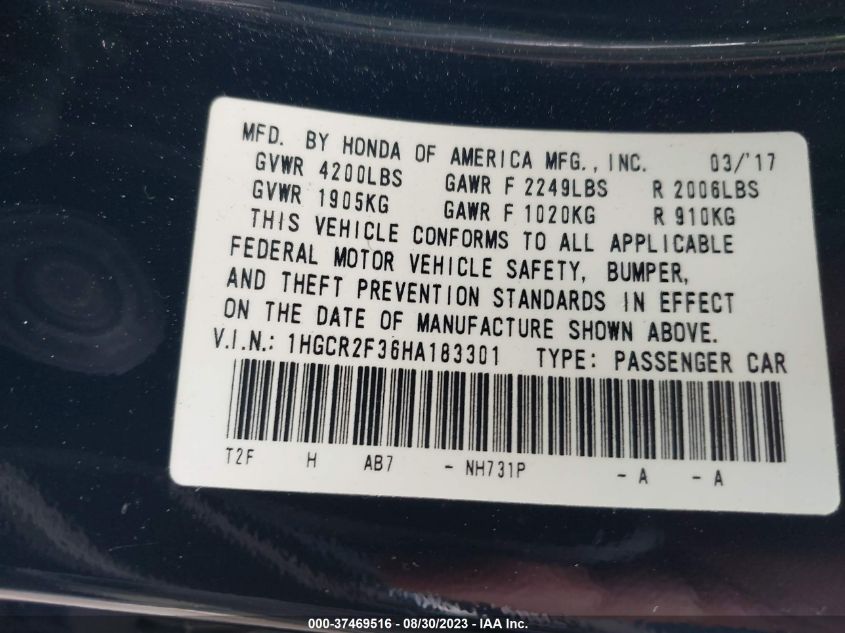 MFD. BY HONDA OF AMERICA MFG., INC. 03/'17
GVWR 4200LBS GAWR F 2249LBS R 2006LBS
GVWR 1905KG GAWR F 1020KG R 910KG
THIS VEHICLE CONFORMS TO ALL APPLICABLE
FEDERAL MOTOR VEHICLE SAFETY, BUMPER,
AND THEFT PREVENTION STANDARDS IN EFFECT
ON THE DATE OF MANUFACTURE SHOWN ABOVE.
V.I.N.: 1HGCR2F36HA183301 TYPE: PASSENGER CAR
T2F H AB7 - NH731P - A - A
000-37469516 - 08/30/2023 - IAA Inc.